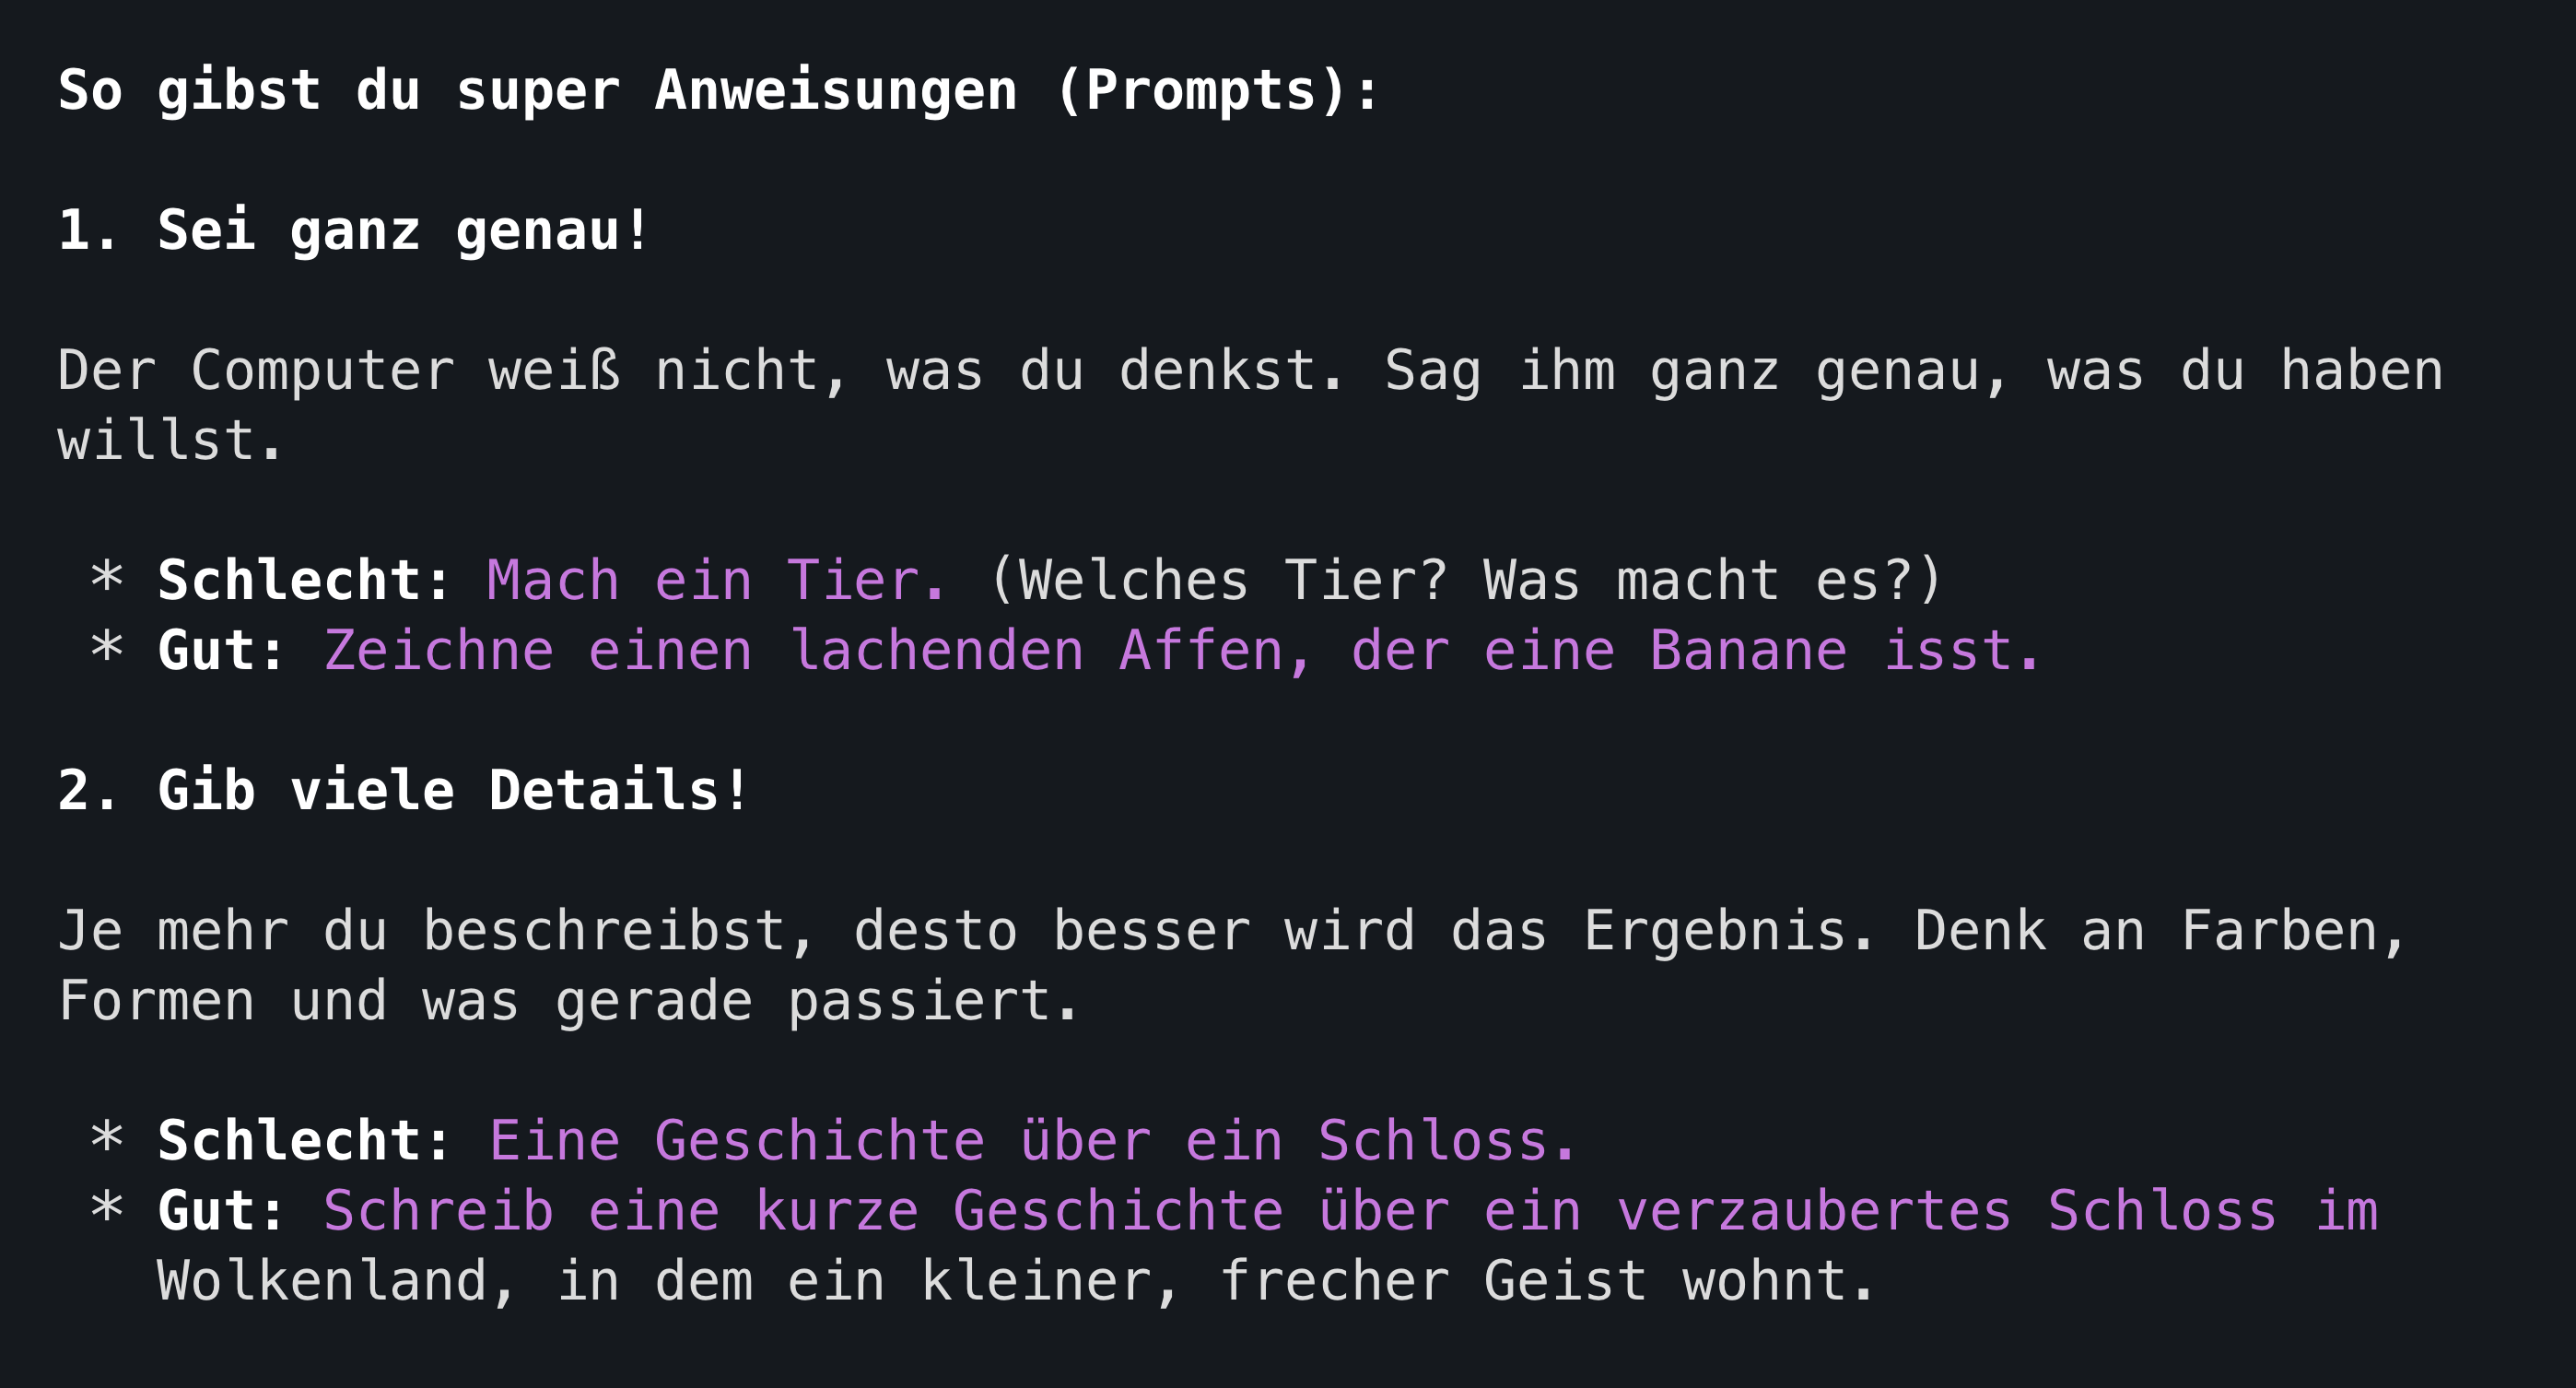 So gibst du super Anweisungen (Prompts):
1. Sei ganz genau!
Der Computer weiß nicht, was du denkst. Sag ihm ganz genau, was du haben
willst.
* Schlecht: Mach ein Tier. (Welches Tier? Was macht es?)
* Gut: Zeichne einen lachenden Affen, der eine Banane isst.
2. Gib viele Details!
Je mehr du beschreibst, desto besser wird das Ergebnis. Denk an Farben,
Formen und was gerade passiert.
* Schlecht: Eine Geschichte über ein Schloss.
* Gut: Schreib eine kurze Geschichte über ein verzaubertes Schloss im
Wolkenland, in dem ein kleiner, frecher Geist wohnt.